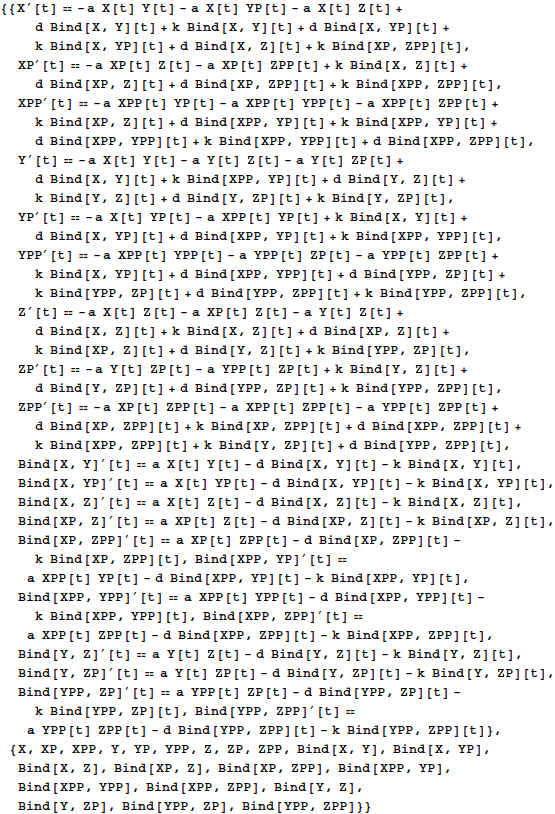 {{X′[t] == -a X[t] Y[t] - a X[t] YP[t] - a X[t] Z[t] +
d Bind[X, Y][t] + k Bind[X, Y][t] + d Bind[X, YP][t] +
k Bind[X, YP][t] + d Bind[X, Z][t] + k Bind[XP, ZPP][t],
XP′[t] == -a XP[t] Z[t] - a XP[t] ZPP[t] + k Bind[X, Z][t] +
d Bind[XP, Z][t] + d Bind[XP, ZPP][t] + k Bind[XPP, ZPP][t],
XPP′[t] == -a XPP[t] YP[t] - a XPP[t] YPP[t] - a XPP[t] ZPP[t] +
k Bind[XP, Z][t] + d Bind[XPP, YP][t] + k Bind[XPP, YP][t] +
d Bind[XPP, YPP][t] + k Bind[XPP, YPP][t] + d Bind[XPP, ZPP][t],
Y′[t] == -a X[t] Y[t] - a Y[t] Z[t] - a Y[t] ZP[t] +
d Bind[X, Y][t] + k Bind[XPP, YP][t] + d Bind[Y, Z][t] +
k Bind[Y, Z][t] + d Bind[Y, ZP][t] + k Bind[Y, ZP][t],
YP′[t] == -a X[t] YP[t] - a XPP[t] YP[t] + k Bind[X, Y][t] +
d Bind[X, YP][t] + d Bind[XPP, YP][t] + k Bind[XPP, YPP][t],
YPP′[t] == -a XPP[t] YPP[t] - a YPP[t] ZP[t] - a YPP[t] ZPP[t] +
k Bind[X, YP][t] + d Bind[XPP, YPP][t] + d Bind[YPP, ZP][t] +
k Bind[YPP, ZP][t] + d Bind[YPP, ZPP][t] + k Bind[YPP, ZPP][t],
Z′[t] == -a X[t] Z[t] - a XP[t] Z[t] - a Y[t] Z[t] +
d Bind[X, Z][t] + k Bind[X, Z][t] + d Bind[XP, Z][t] +
k Bind[XP, Z][t] + d Bind[Y, Z][t] + k Bind[YPP, ZP][t],
ZP′[t] == -a Y[t] ZP[t] - a YPP[t] ZP[t] + k Bind[Y, Z][t] +
d Bind[Y, ZP][t] + d Bind[YPP, ZP][t] + k Bind[YPP, ZPP][t],
ZPP′[t] == -a XP[t] ZPP[t] - a XPP[t] ZPP[t] - a YPP[t] ZPP[t] +
d Bind[XP, ZPP][t] + k Bind[XP, ZPP][t] + d Bind[XPP, ZPP][t] +
k Bind[XPP, ZPP][t] + k Bind[Y, ZP][t] + d Bind[YPP, ZPP][t],
Bind[X, Y]′[t] == a X[t] Y[t] - d Bind[X, Y][t] - k Bind[X, Y][t],
Bind[X, YP]′[t] == a X[t] YP[t] - d Bind[X, YP][t] - k Bind[X, YP][t],
Bind[X, Z]′[t] == a X[t] Z[t] - d Bind[X, Z][t] - k Bind[X, Z][t],
Bind[XP, Z]′[t] == a XP[t] Z[t] - d Bind[XP, Z][t] - k Bind[XP, Z][t],
Bind[XP, ZPP]′[t] == a XP[t] ZPP[t] - d Bind[XP, ZPP][t] -
k Bind[XP, ZPP][t], Bind[XPP, YP]′[t] ==
a XPP[t] YP[t] - d Bind[XPP, YP][t] - k Bind[XPP, YP][t],
Bind[XPP, YPP]′[t] == a XPP[t] YPP[t] - d Bind[XPP, YPP][t] -
k Bind[XPP, YPP][t], Bind[XPP, ZPP]′[t] ==
a XPP[t] ZPP[t] - d Bind[XPP, ZPP][t] - k Bind[XPP, ZPP][t],
Bind[Y, Z]′[t] == a Y[t] Z[t] - d Bind[Y, Z][t] - k Bind[Y, Z][t],
Bind[Y, ZP]′[t] == a Y[t] ZP[t] - d Bind[Y, ZP][t] - k Bind[Y, ZP][t],
Bind[YPP, ZP]′[t] == a YPP[t] ZP[t] - d Bind[YPP, ZP][t] -
k Bind[YPP, ZP][t], Bind[YPP, ZPP]′[t] ==
a YPP[t] ZPP[t] - d Bind[YPP, ZPP][t] - k Bind[YPP, ZPP][t]},
{X, XP, XPP, Y, YP, YPP, Z, ZP, ZPP, Bind[X, Y], Bind[X, YP],
Bind[X, Z], Bind[XP, Z], Bind[XP, ZPP], Bind[XPP, YP],
Bind[XPP, YPP], Bind[XPP, ZPP], Bind[Y, Z],
Bind[Y, ZP], Bind[YPP, ZP], Bind[YPP, ZPP]}}